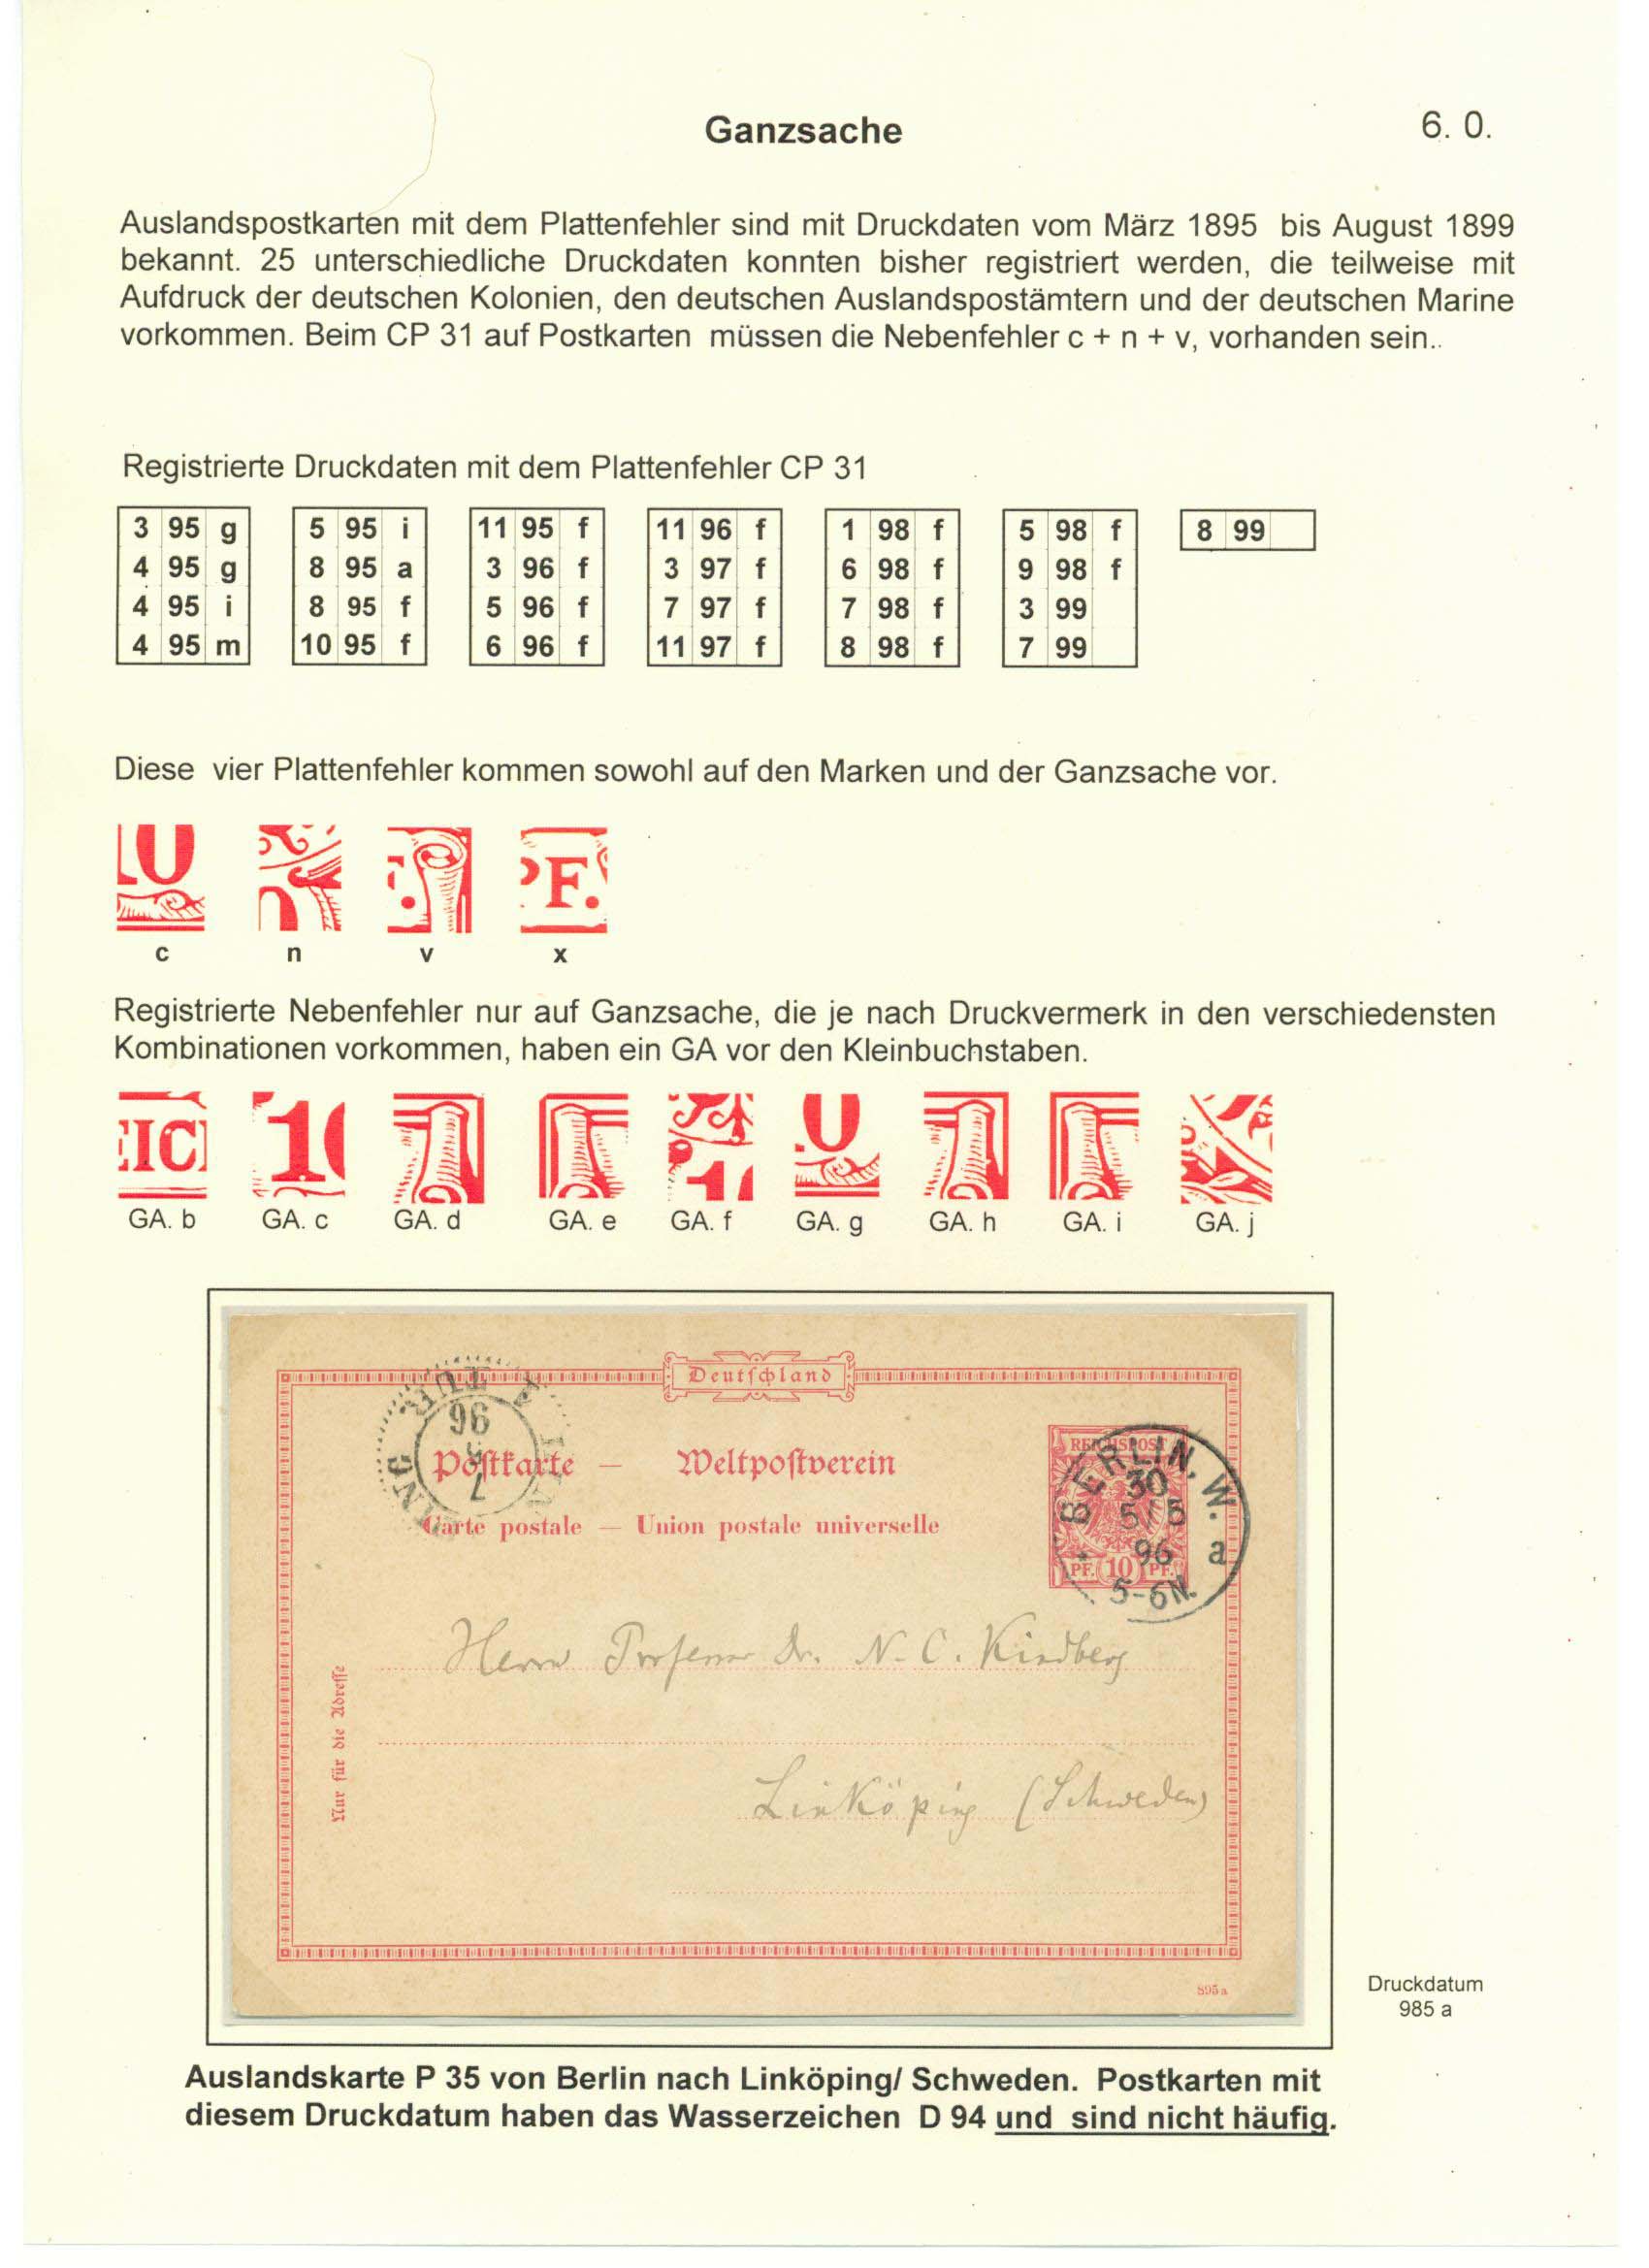 Ganzsache
6. 0.
Auslandspostkarten mit dem Plattenfehler sind mit Druckdaten vom März 1895 bis August 1899
bekannt. 25 unterschiedliche Druckdaten konnten bisher registriert werden, die teilweise mit
Aufdruck der deutschen Kolonien, den deutschen Auslandspostämtern und der deutschen Marine
vorkommen. Beim CP 31 auf Postkarten müssen die Nebenfehler c + n + v, vorhanden sein..
Registrierte Druckdaten mit dem Plattenfehler CP 31
3 95 g 5 95 i 11 95 f 11 96 f 1 98 f 5 98 f 8 99
4 95 g 8 95 a 3 96 f 3 97 f 6 98 f 9 98 f
4 95 i 8 95 f 5 96 f 7 97 f 7 98 f 3 99
4 95 m 10 95 f 6 96 f 11 97 f 8 98 f 7 99
Diese vier Plattenfehler kommen sowohl auf den Marken und der Ganzsache vor.
PF.
c n v x
Registrierte Nebenfehler nur auf Ganzsache, die je nach Druckvermerk in den verschiedensten
Kombinationen vorkommen, haben ein GA vor den Kleinbuchstaben.
EIC 10
GA. b GA. c GA. d GA. e GA. f GA. g GA. h GA. i GA. j
Deutschland
Postkarte — Weltpostverein
Carte postale — Union postale universelle
REICHSPOST
PF. 10 PF.
BERLIN. W.
30
5/5
96 a
5-6N.
96
Herrn Professor Dr. N. C. Kindberg
Linköping (Schweden)
Nur für die Adresse
895 a
Druckdatum
985 a
Auslandskarte P 35 von Berlin nach Linköping/ Schweden. Postkarten mit
diesem Druckdatum haben das Wasserzeichen D 94 und sind nicht häufig.